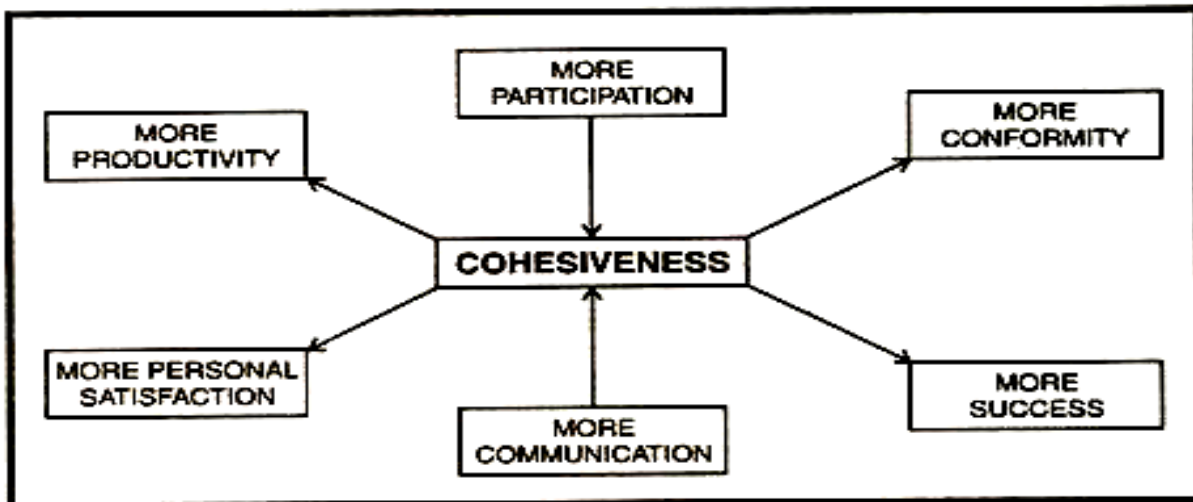 MORE
PARTICIPATION
MORE
PRODUCTIVITY
MORE
CONFORMITY
COHESIVENESS
MORE PERSONAL
SATISFACTION
MORE
COMMUNICATION
MORE
SUCCESS